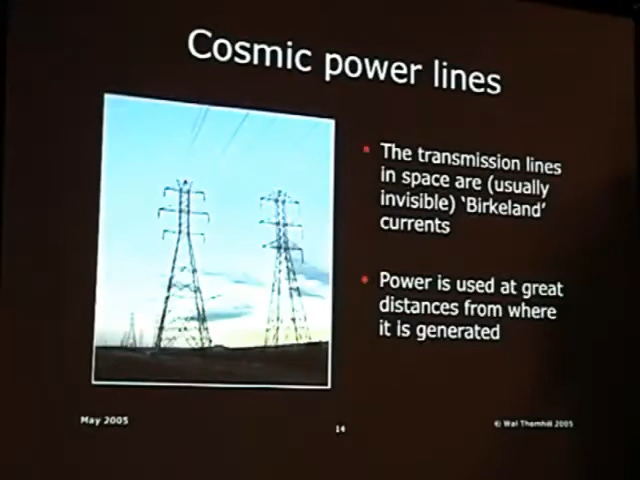 Cosmic power lines
The transmission lines
in space are (usually
invisible) 'Birkeland'
currents
Power is used at great
distances from where
it is generated
May 2005
14
© Wal Thornhill 2005